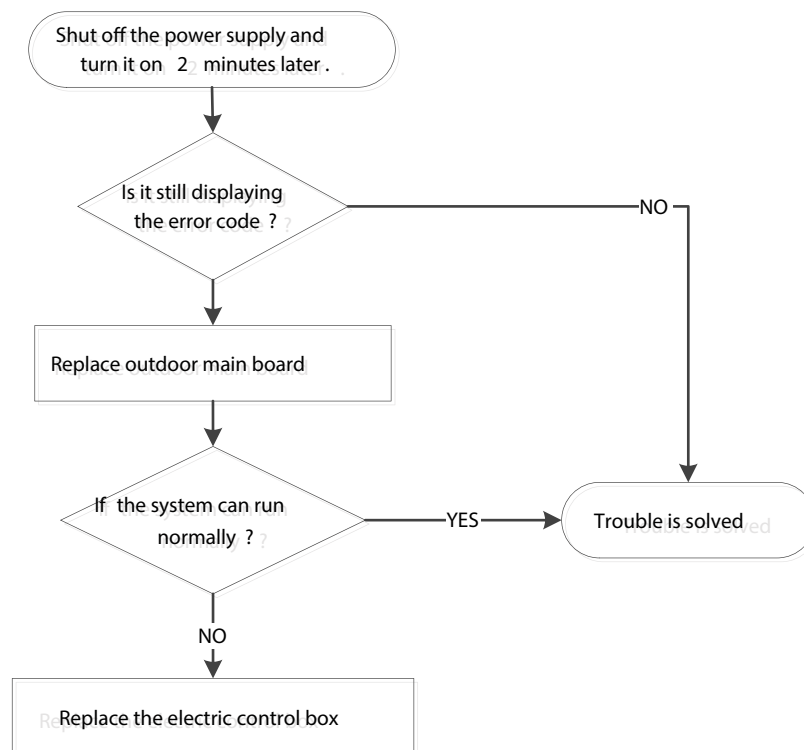 Shut off the power supply and
turn it on 2 minutes later .
Is it still displaying
the error code ?
NO
Replace outdoor main board
If the system can run
normally ?
YES
Trouble is solved
NO
Replace the electric control box